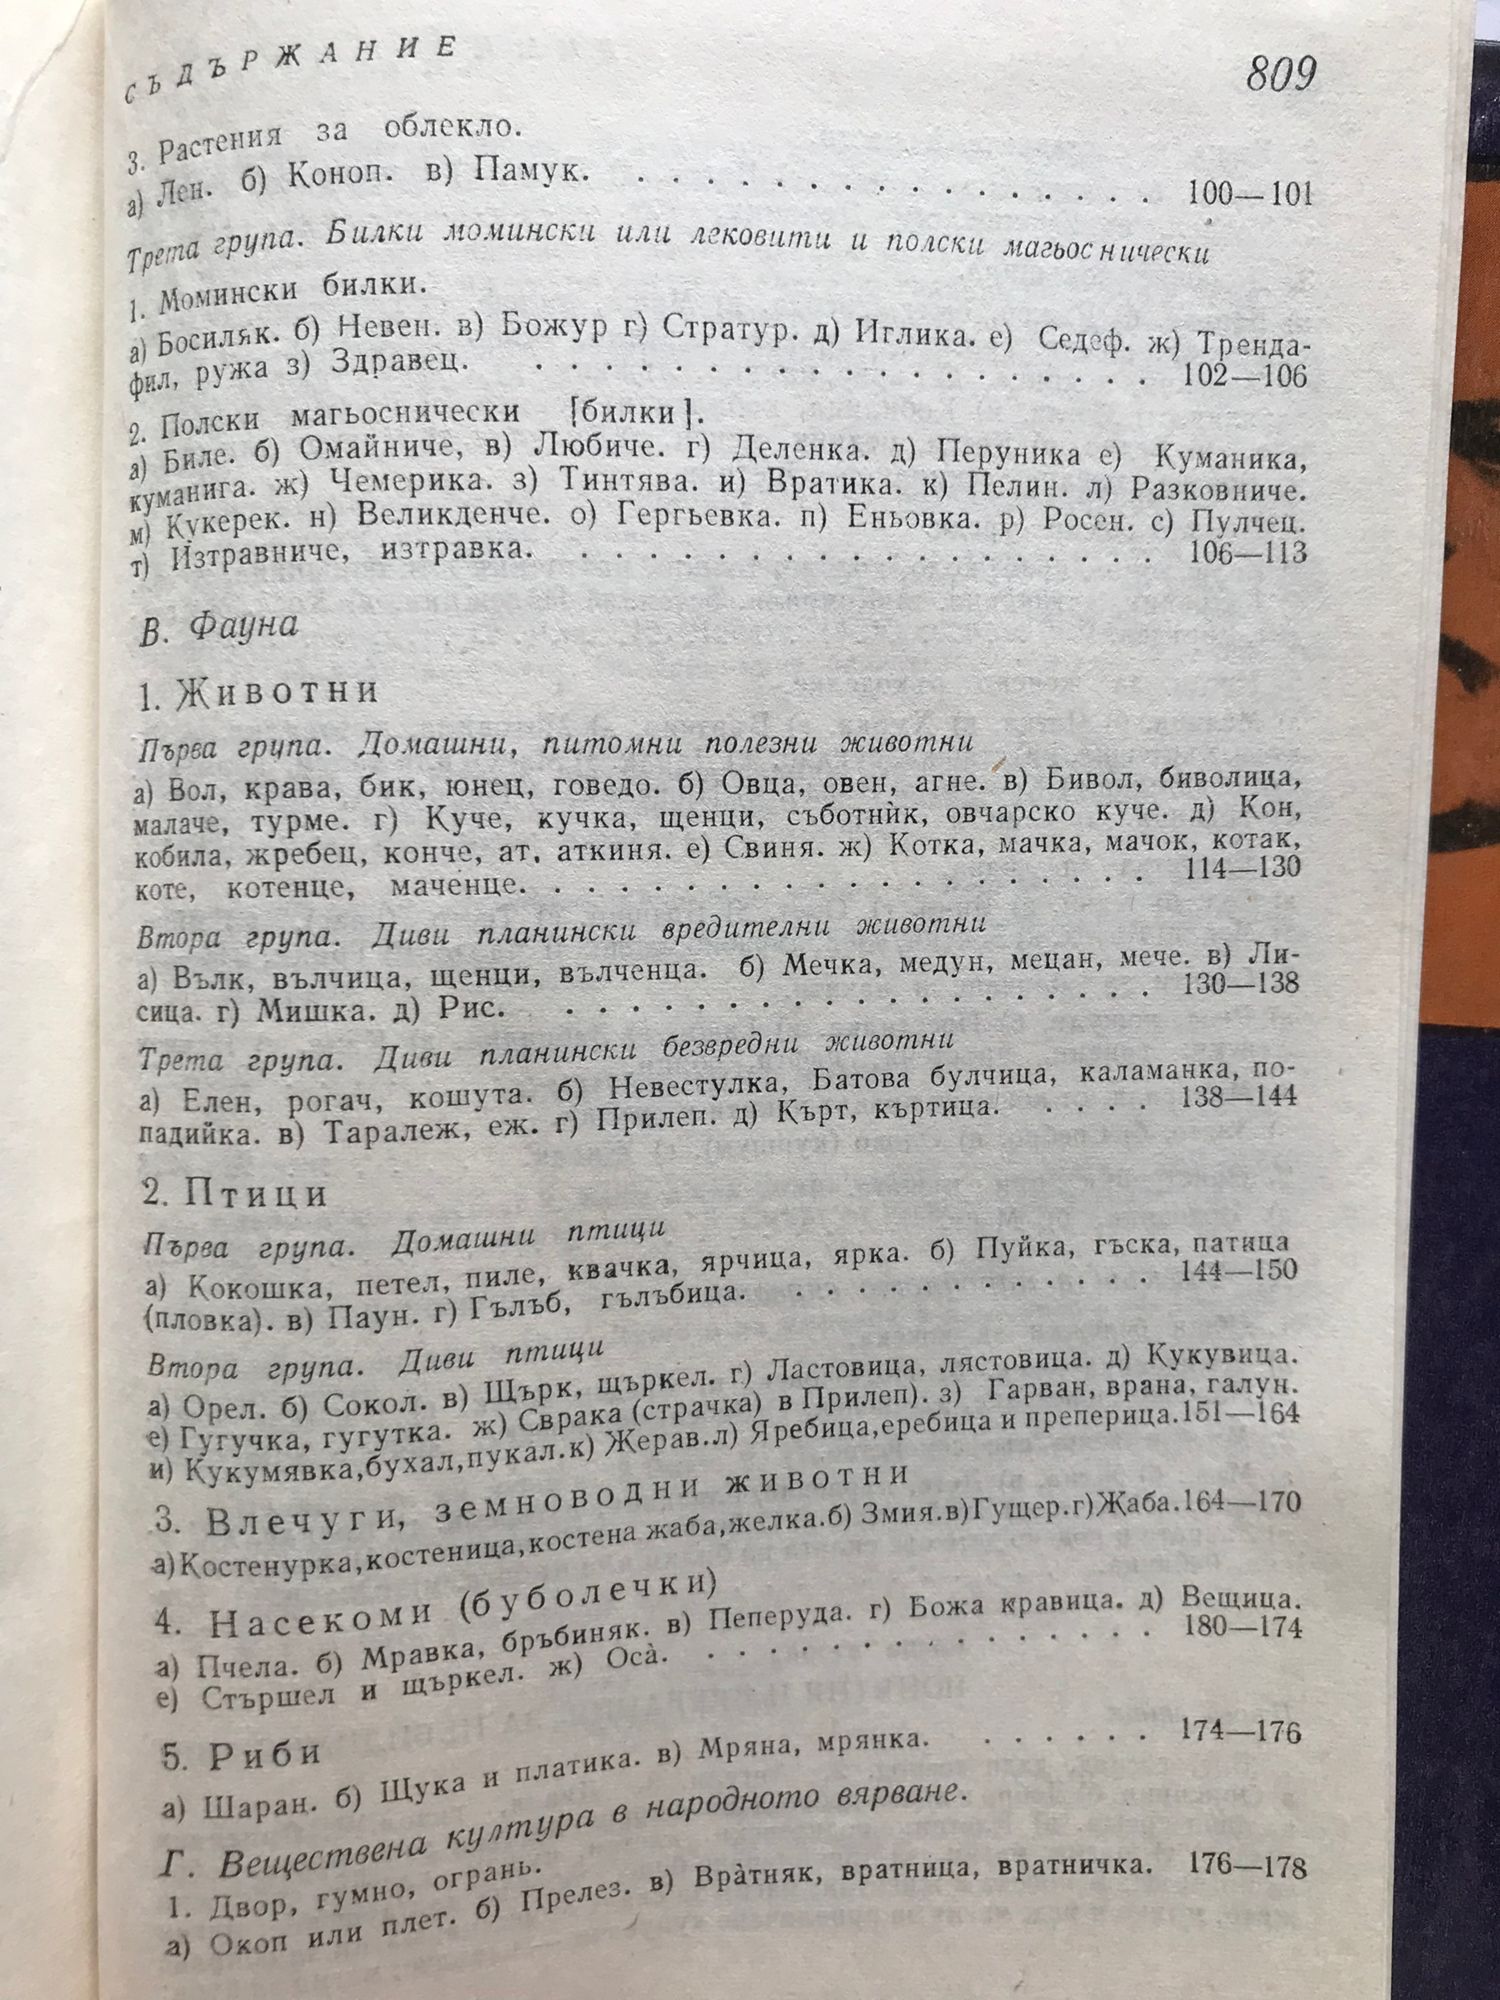 СЪДЪРЖАНИЕ 809
3. Растения за облекло.
а) Лен. б) Коноп. в) Памук. . . . . . . . . . . . . . . . . 100—101
Трета група. Билки момински или лековити и полски магьоснически
1. Момински билки.
а) Босиляк. б) Невен. в) Божур г) Стратур. д) Иглика. е) Седеф. ж) Тренда-
фил, ружа з) Здравец. . . . . . . . . . . . . . . . . . . 102—106
2. Полски магьоснически [билки].
а) Биле. б) Омайниче, в) Любиче. г) Деленка. д) Перуника е) Куманика,
куманига. ж) Чемерика. з) Тинтява. и) Вратика. к) Пелин. л) Разковниче.
м) Кукерек. н) Великденче. о) Гергьевка. п) Еньовка. р) Росен. с) Пулчец.
т) Изтравниче, изтравка. . . . . . . . . . . . . . . . . . 106—113
В. Фауна
1. Животни
Първа група. Домашни, питомни полезни животни
а) Вол, крава, бик, юнец, говедо. б) Овца, овен, агне. в) Бивол, биволица,
малаче, турме. г) Куче, кучка, щенци, съботнѝк, овчарско куче. д) Кон,
кобила, жребец, конче, ат, аткиня. е) Свиня. ж) Котка, мачка, мачок, котак,
коте, котенце, маченце. . . . . . . . . . . . . . . . . . . 114—130
Втора група. Диви планински вредителни животни
а) Вълк, вълчица, щенци, вълченца. б) Мечка, медун, мецан, мече. в) Ли-
сица. г) Мишка. д) Рис. . . . . . . . . . . . . . . . . . . 130—138
Трета група. Диви планински безвредни животни
а) Елен, рогач, кошута. б) Невестулка, Батова булчица, каламанка, по-
падийка. в) Таралеж, еж. г) Прилеп. д) Кърт, къртица. . . . . 138—144
2. Птици
Първа група. Домашни птици
а) Кокошка, петел, пиле, квачка, ярчица, ярка. б) Пуйка, гъска, патица
(пловка). в) Паун. г) Гълъб, гълъбица. . . . . . . . . . . . 144—150
Втора група. Диви птици
а) Орел. б) Сокол. в) Щърк, щъркел. г) Ластовица, лястовица. д) Кукувица.
е) Гугучка, гугутка. ж) Сврака (страчка) в Прилеп). з) Гарван, врана, галун.
и) Кукумявка, бухал, пукал. к) Жерав. л) Яребица, еребица и преперица. 151—164
3. Влечуги, земноводни животни
а) Костенурка, костеница, костена жаба, желка. б) Змия. в) Гущер. г) Жаба. 164—170
4. Насекоми (буболечки)
а) Пчела. б) Мравка, бръбиняк. в) Пеперуда. г) Божа кравица. д) Вещица.
е) Стършел и щъркел. ж) Оса̀. . . . . . . . . . . . . . . . 180—174
5. Риби
а) Шаран. б) Щука и платика. в) Мряна, мрянка. . . . . . . 174—176
Г. Веществена култура в народното вярване.
1. Двор, гумно, огрань.
а) Окоп или плет. б) Прелез. в) Вра̀тняк, вратница, вратничка. 176—178